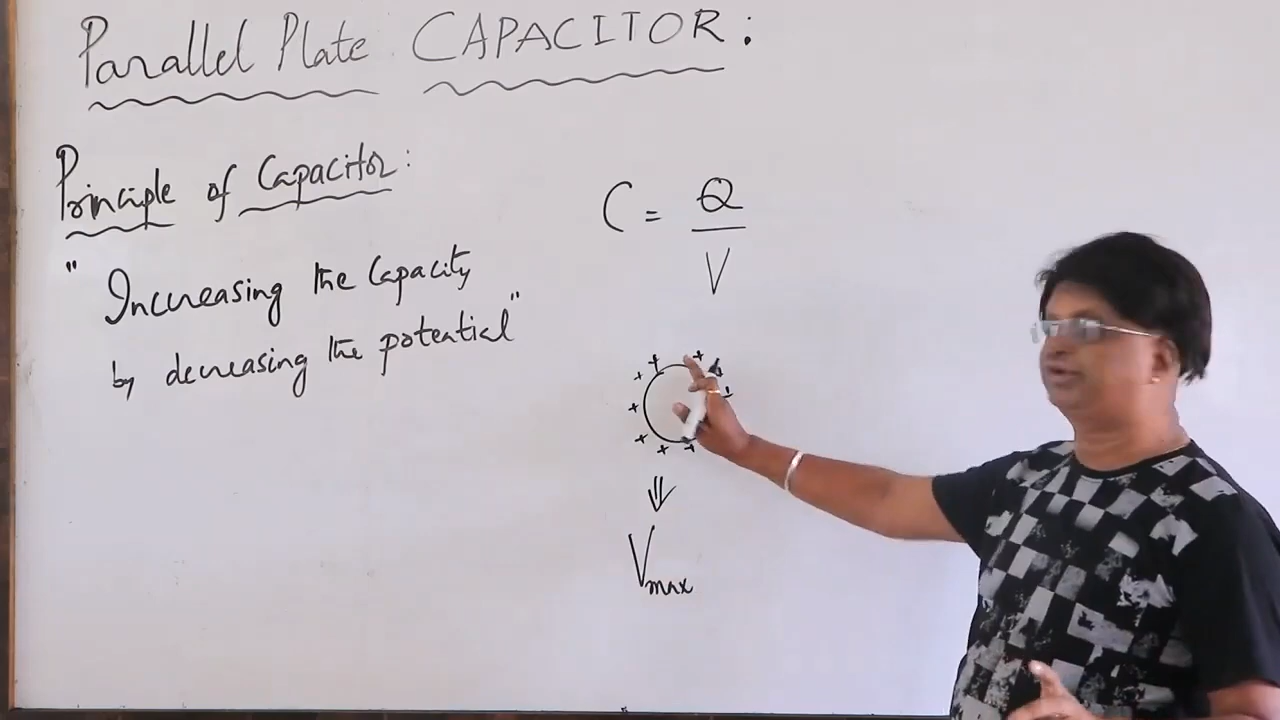 Parallel Plate CAPACITOR:
Principle of Capacitor:
" Increasing the Capacity
by decreasing the potential "
C = Q
V
+ + + + + + + +
⇓
Vmax